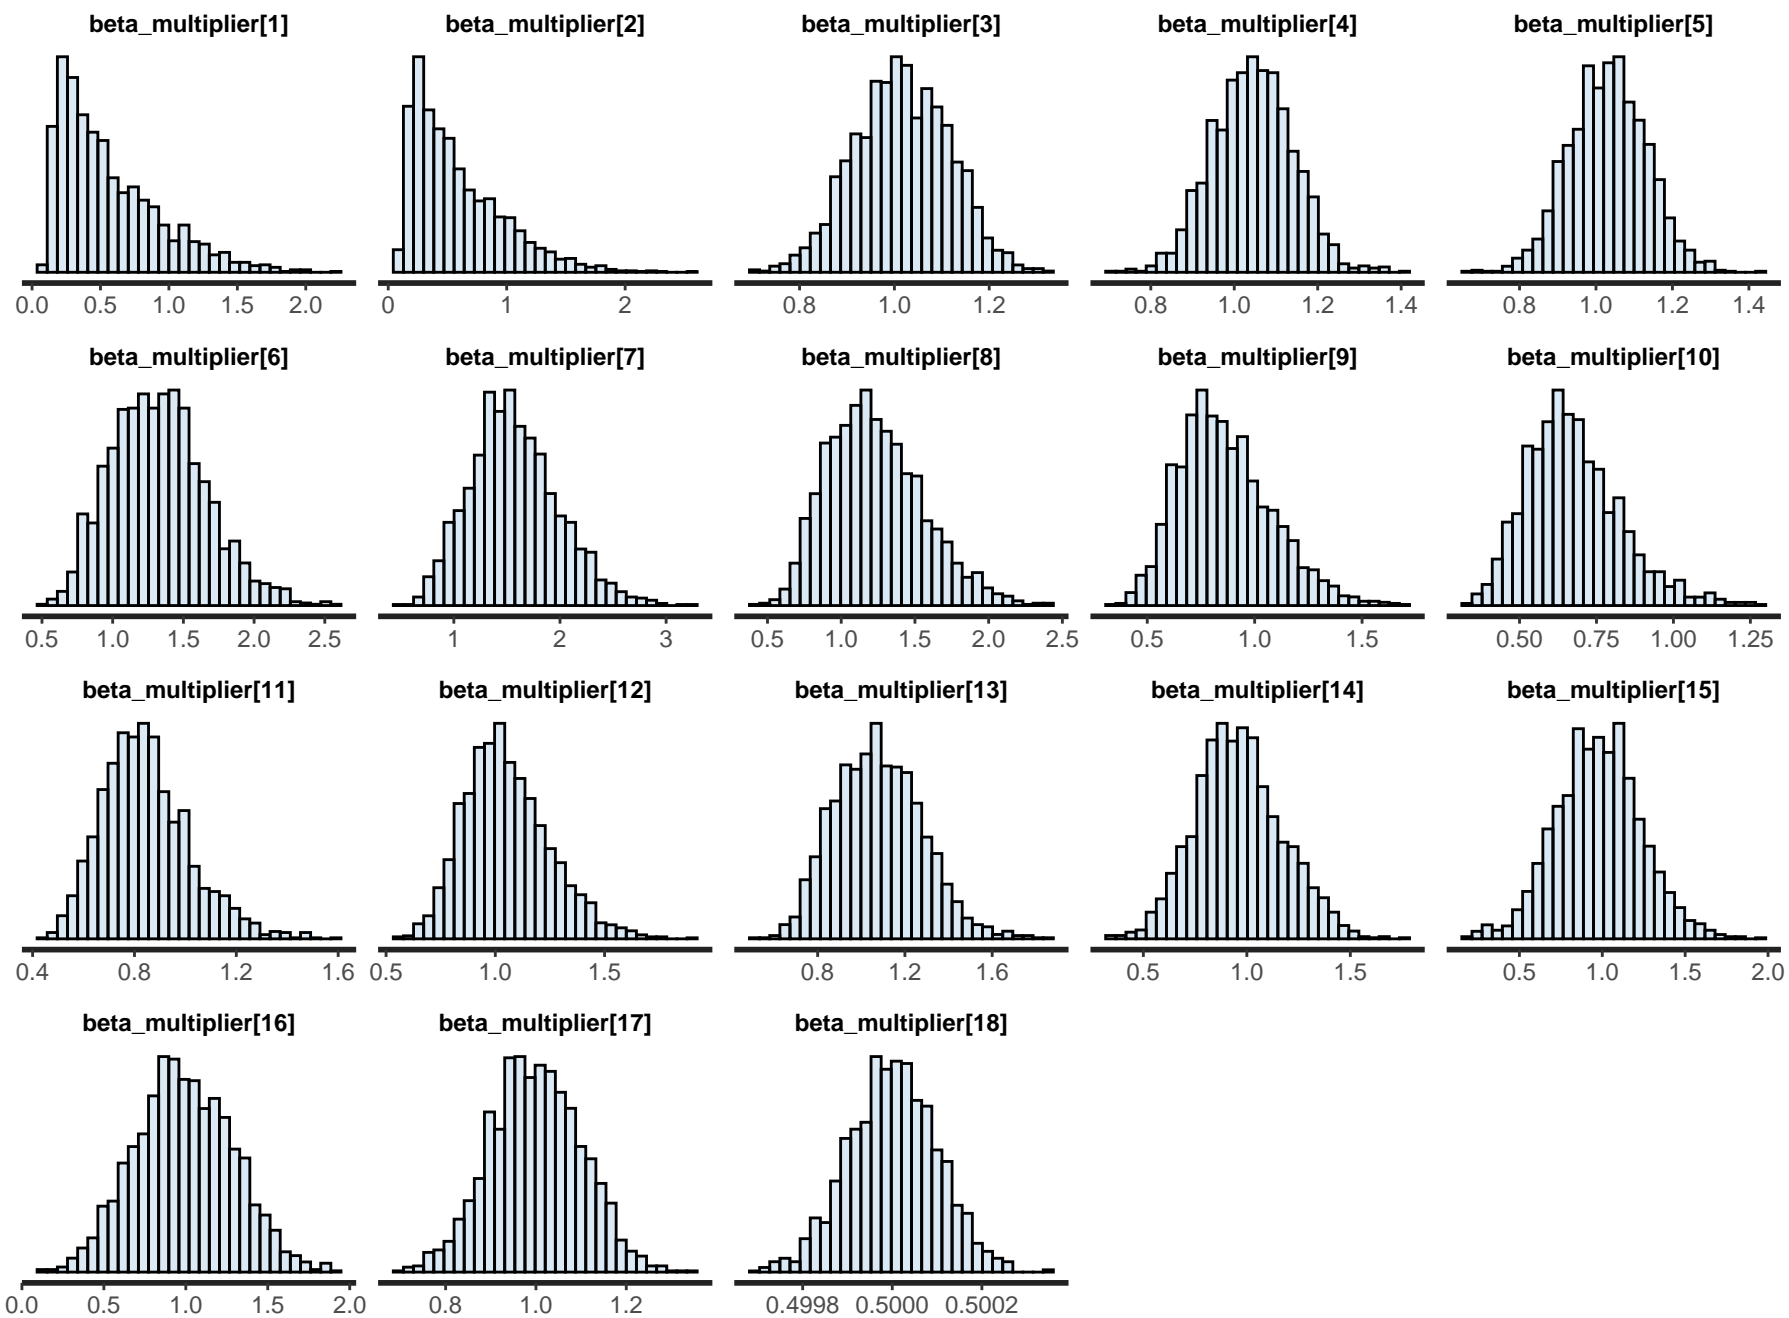 beta_multiplier[1] beta_multiplier[2] beta_multiplier[3] beta_multiplier[4] beta_multiplier[5]
0.0 0.5 1.0 1.5 2.0 0 1 2 0.8 1.0 1.2 0.8 1.0 1.2 1.4 0.8 1.0 1.2 1.4
beta_multiplier[6] beta_multiplier[7] beta_multiplier[8] beta_multiplier[9] beta_multiplier[10]
0.5 1.0 1.5 2.0 2.5 1 2 3 0.5 1.0 1.5 2.0 2.5 0.5 1.0 1.5 0.50 0.75 1.00 1.25
beta_multiplier[11] beta_multiplier[12] beta_multiplier[13] beta_multiplier[14] beta_multiplier[15]
0.4 0.8 1.2 1.6 0.5 1.0 1.5 0.8 1.2 1.6 0.5 1.0 1.5 0.5 1.0 1.5 2.0
beta_multiplier[16] beta_multiplier[17] beta_multiplier[18]
0.0 0.5 1.0 1.5 2.0 0.8 1.0 1.2 0.4998 0.5000 0.5002